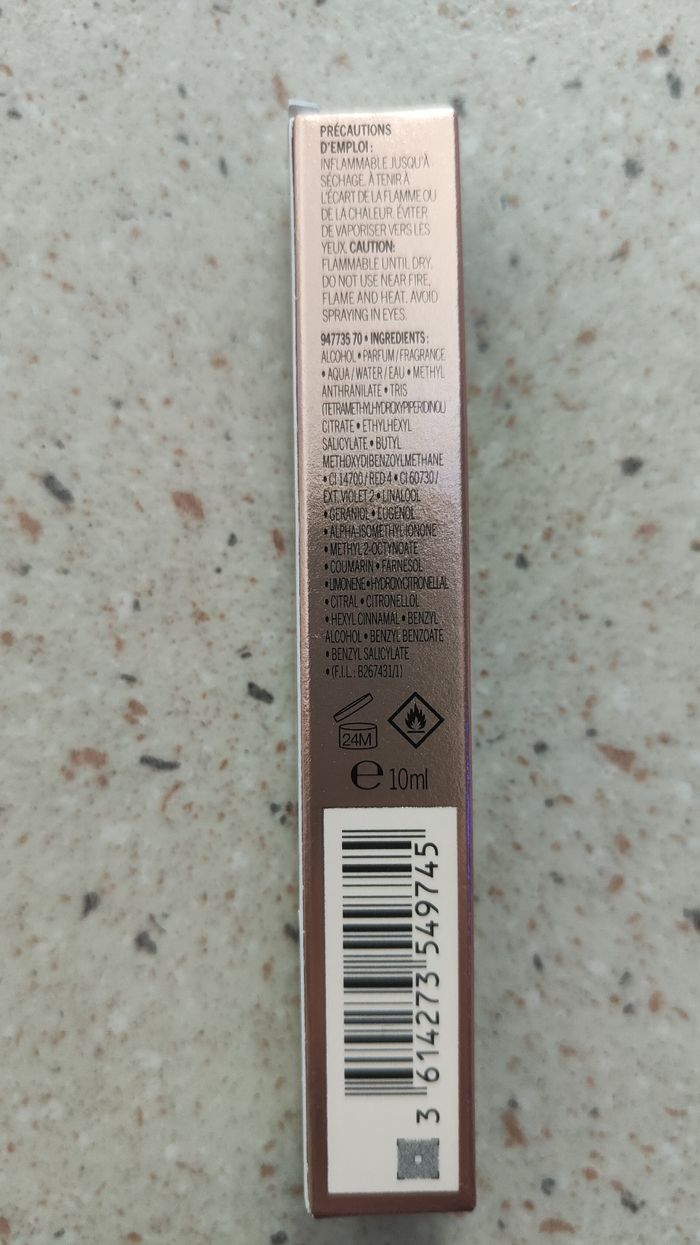 PRÉCAUTIONS
D'EMPLOI :
INFLAMMABLE JUSQU'À
SÉCHAGE. À TENIR À
L'ÉCART DE LA FLAMME OU
DE LA CHALEUR. ÉVITER
DE VAPORISER VERS LES
YEUX. CAUTION:
FLAMMABLE UNTIL DRY.
DO NOT USE NEAR FIRE,
FLAME AND HEAT. AVOID
SPRAYING IN EYES.
947735 70 • INGREDIENTS :
ALCOHOL • PARFUM / FRAGRANCE
• AQUA / WATER / EAU • METHYL
ANTHRANILATE • TRIS
(TETRAMETHYLHYDROXYPIPERIDINOL)
CITRATE • ETHYLHEXYL
SALICYLATE • BUTYL
METHOXYDIBENZOYLMETHANE
• CI 14700 / RED 4 • CI 60730 /
EXT. VIOLET 2 • LINALOOL
• GERANIOL • EUGENOL
• ALPHA-ISOMETHYL IONONE
• METHYL 2-OCTYNOATE
• COUMARIN • FARNESOL
• LIMONENE • HYDROXYCITRONELLAL
• CITRAL • CITRONELLOL
• HEXYL CINNAMAL • BENZYL
ALCOHOL • BENZYL BENZOATE
• BENZYL SALICYLATE
• (F.I.L.: B267431/1)
24M
e 10ml
3 614273 549745